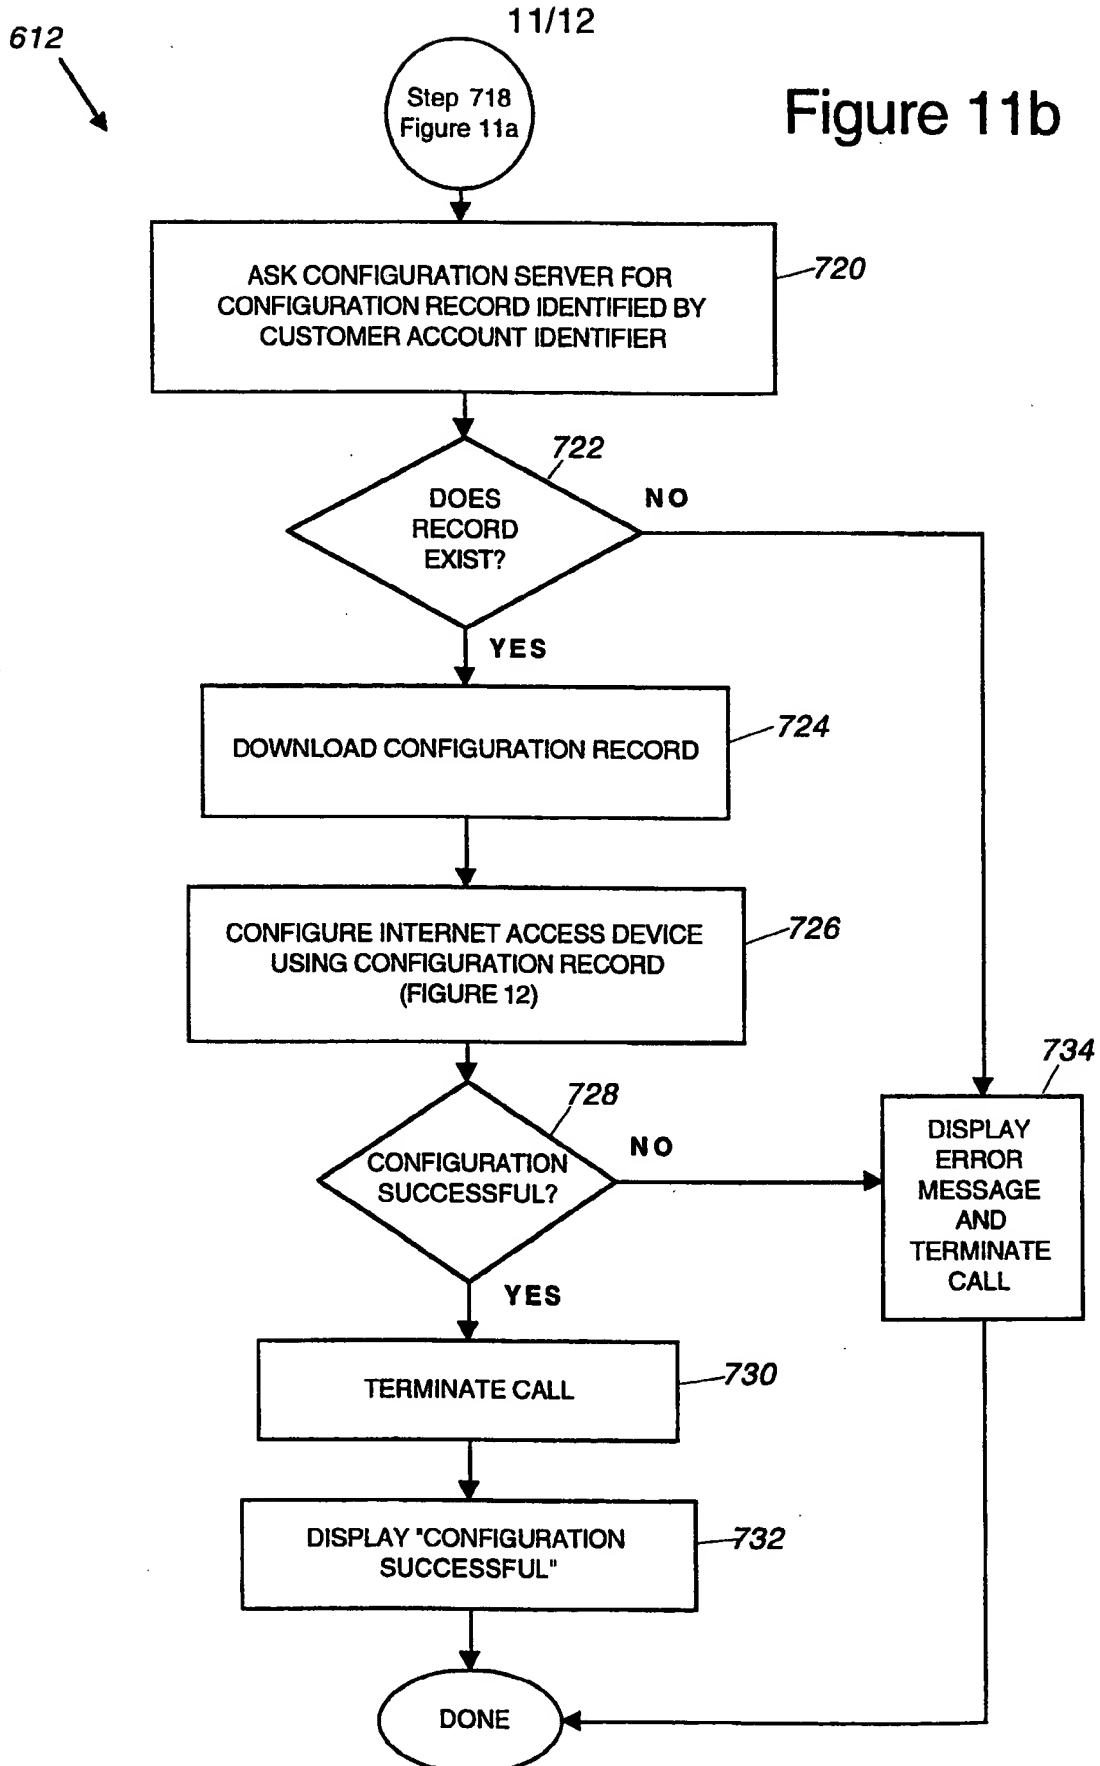 11/12
612
Step 718
Figure 11a
Figure 11b
ASK CONFIGURATION SERVER FOR
CONFIGURATION RECORD IDENTIFIED BY
CUSTOMER ACCOUNT IDENTIFIER
720
722
DOES
RECORD
EXIST?
NO
YES
DOWNLOAD CONFIGURATION RECORD
724
CONFIGURE INTERNET ACCESS DEVICE
USING CONFIGURATION RECORD
(FIGURE 12)
726
728
CONFIGURATION
SUCCESSFUL?
NO
734
DISPLAY
ERROR
MESSAGE
AND
TERMINATE
CALL
YES
TERMINATE CALL
730
DISPLAY "CONFIGURATION
SUCCESSFUL"
732
DONE